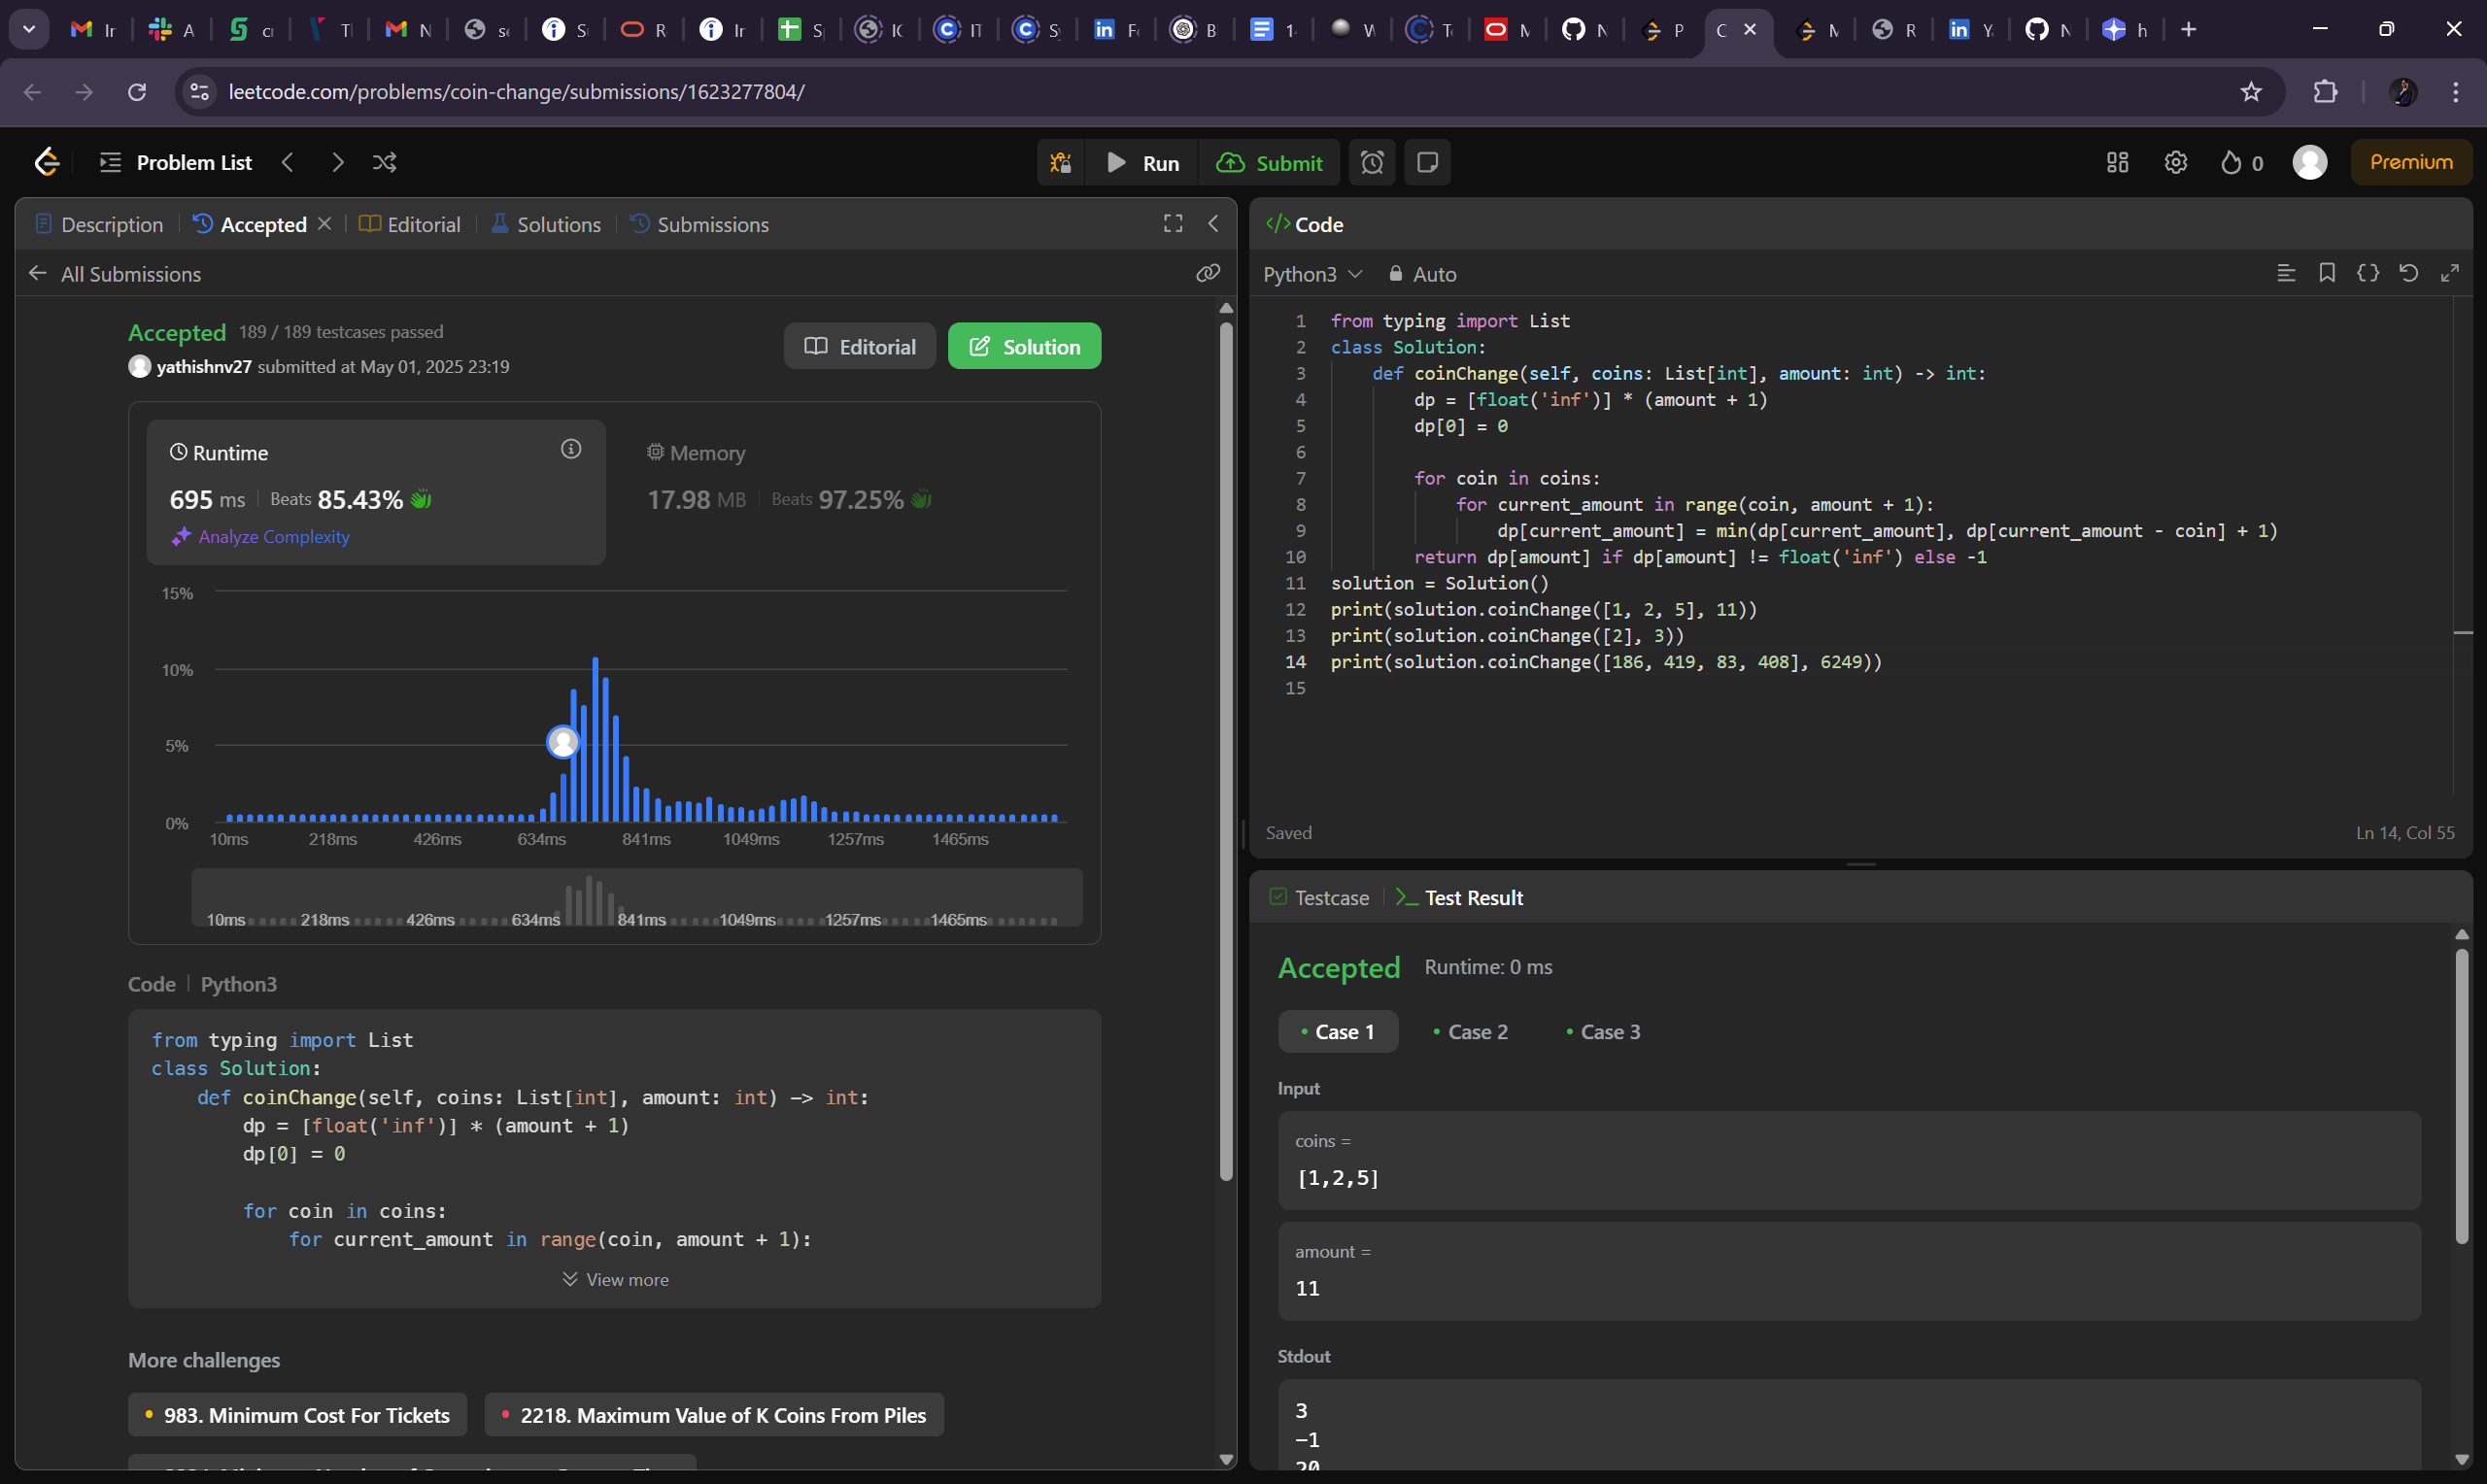 leetcode.com/problems/coin-change/submissions/1623277804/
Problem List
Run
Submit
0
Premium
Description
Accepted
Editorial
Solutions
Submissions
All Submissions
Accepted 189 / 189 testcases passed
yathishnv27 submitted at May 01, 2025 23:19
Editorial
Solution
Runtime
695 ms Beats 85.43%
Analyze Complexity
Memory
17.98 MB Beats 97.25%
15%
10%
5%
0%
10ms 218ms 426ms 634ms 841ms 1049ms 1257ms 1465ms
10ms 218ms 426ms 634ms 841ms 1049ms 1257ms 1465ms
Code Python3
from typing import List
class Solution:
    def coinChange(self, coins: List[int], amount: int) -> int:
        dp = [float('inf')] * (amount + 1)
        dp[0] = 0
        for coin in coins:
            for current_amount in range(coin, amount + 1):
View more
More challenges
983. Minimum Cost For Tickets
2218. Maximum Value of K Coins From Piles
</> Code
Python3 Auto
1 from typing import List
2 class Solution:
3     def coinChange(self, coins: List[int], amount: int) -> int:
4         dp = [float('inf')] * (amount + 1)
5         dp[0] = 0
6
7         for coin in coins:
8             for current_amount in range(coin, amount + 1):
9                 dp[current_amount] = min(dp[current_amount], dp[current_amount - coin] + 1)
10         return dp[amount] if dp[amount] != float('inf') else -1
11 solution = Solution()
12 print(solution.coinChange([1, 2, 5], 11))
13 print(solution.coinChange([2], 3))
14 print(solution.coinChange([186, 419, 83, 408], 6249))
15
Saved
Ln 14, Col 55
Testcase
Test Result
Accepted Runtime: 0 ms
Case 1
Case 2
Case 3
Input
coins =
[1,2,5]
amount =
11
Stdout
3
-1
20